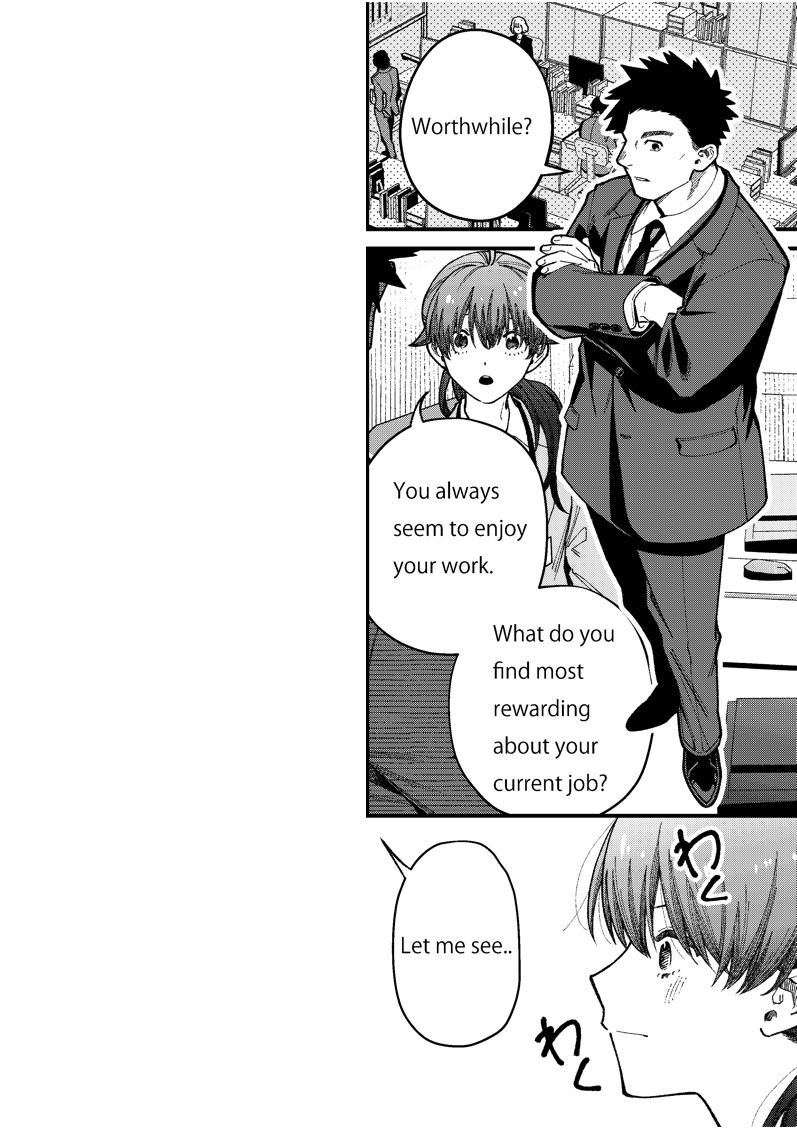 Worthwhile?
You always
seem to enjoy
your work.
What do you
find most
rewarding
about your
current job?
わく
Let me see..
わく